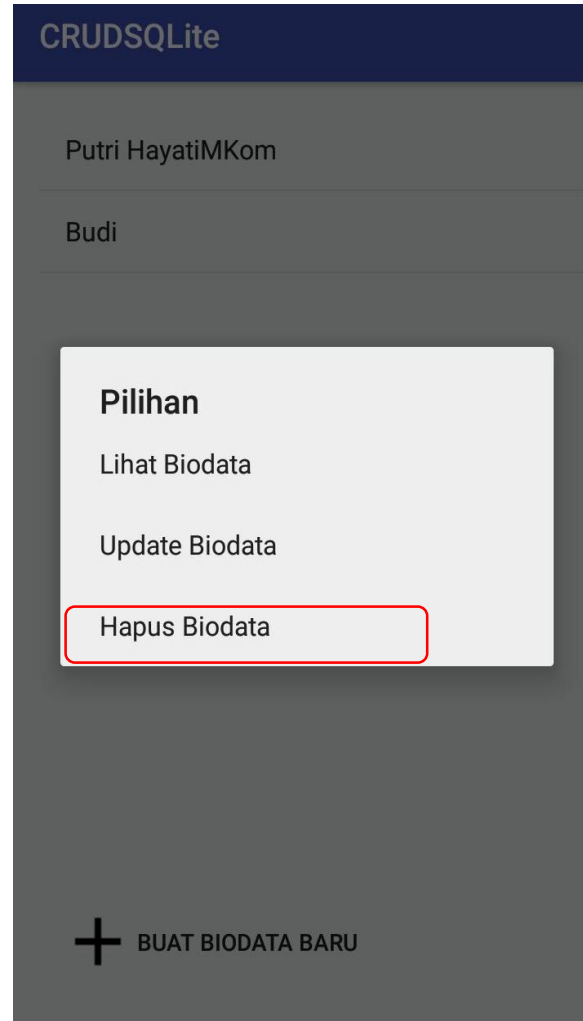 CRUDSQLite
Putri HayatiMKom
Budi
Pilihan
Lihat Biodata
Update Biodata
Hapus Biodata
BUAT BIODATA BARU